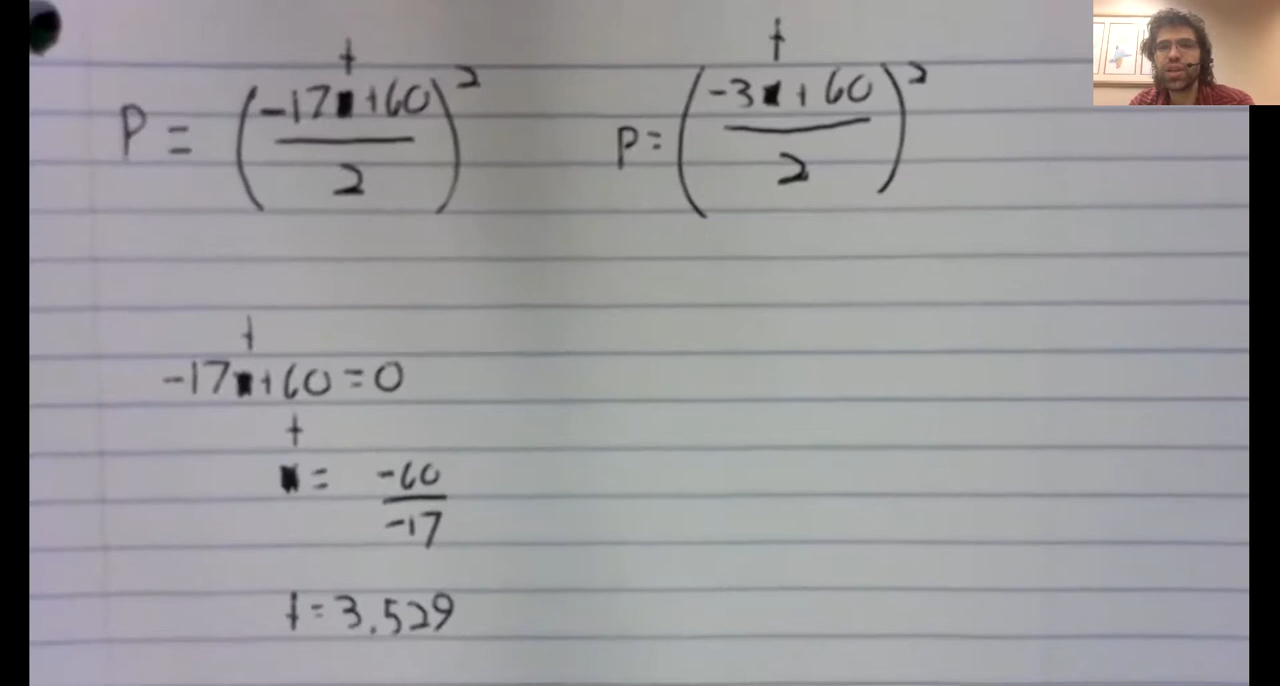 P = (-17t+60 / 2)² P = (-3t+60 / 2)²
-17t+60=0
t = -60 / -17
t=3.529